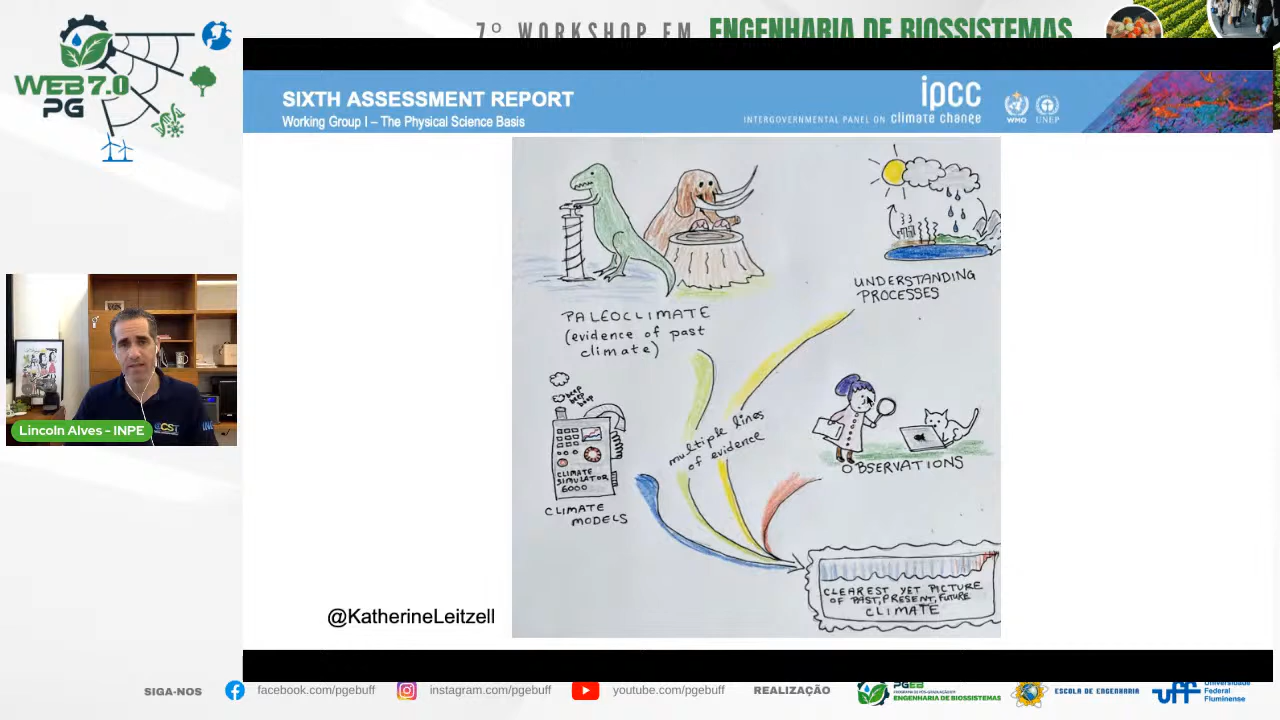 7º WORKSHOP EM ENGENHARIA DE BIOSSISTEMAS
WEB 7.0
PG
SIXTH ASSESSMENT REPORT
Working Group I – The Physical Science Basis
ipcc
INTERGOVERNMENTAL PANEL ON climate change
WMO
UNEP
PALEOCLIMATE
(evidence of past
climate)
UNDERSTANDING
PROCESSES
beep
beep
beep
CLIMATE
SIMULATOR
6000
CLIMATE
MODELS
multiple lines
of evidence
OBSERVATIONS
CLEAREST YET PICTURE
OF PAST, PRESENT, FUTURE
CLIMATE
@KatherineLeitzell
Lincoln Alves - INPE
SIGA-NOS
facebook.com/pgebuff
instagram.com/pgebuff
youtube.com/pgebuff
REALIZAÇÃO
PGEB
ENGENHARIA DE BIOSSISTEMAS
ESCOLA DE ENGENHARIA
uff
Universidade
Federal
Fluminense